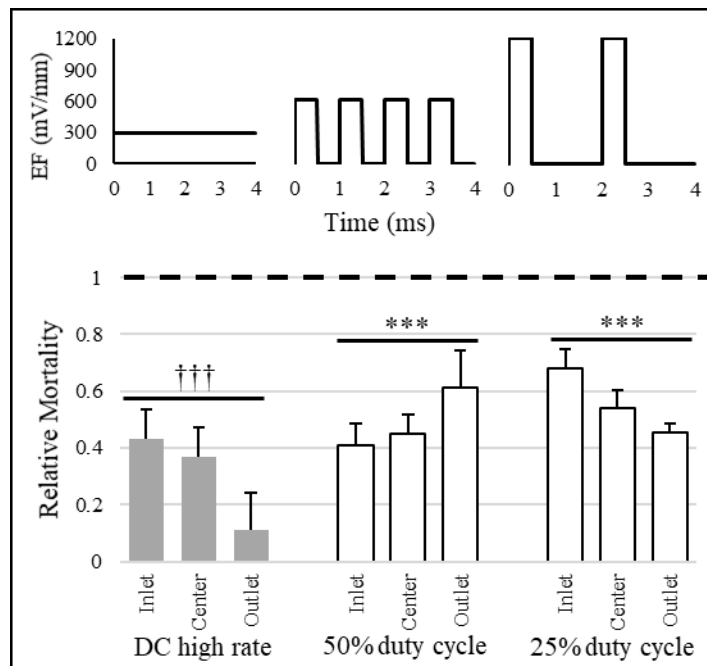 EF (mV/mm)
1200
900
600
300
0
0 1 2 3 4
0 1 2 3 4
0 1 2 3 4
Time (ms)
Relative Mortality
1
0.8
0.6
0.4
0.2
0
†††
***
***
Inlet
Center
Outlet
Inlet
Center
Outlet
Inlet
Center
Outlet
DC high rate
50% duty cycle
25% duty cycle